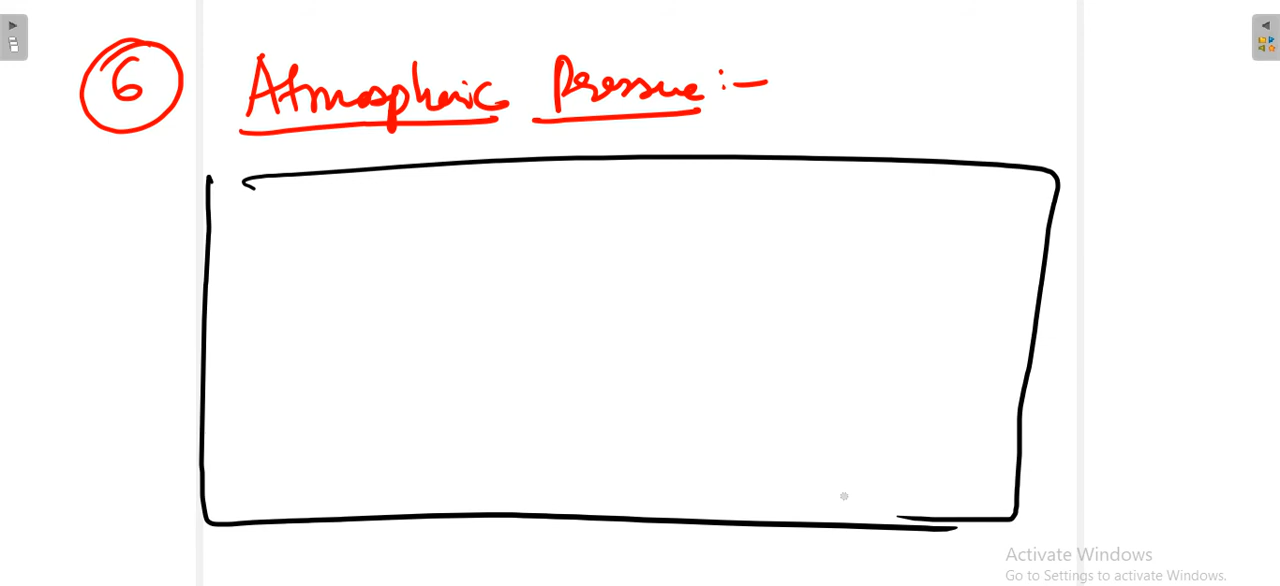 6 Atmospheric Pressure :-
Activate Windows
Go to Settings to activate Windows.